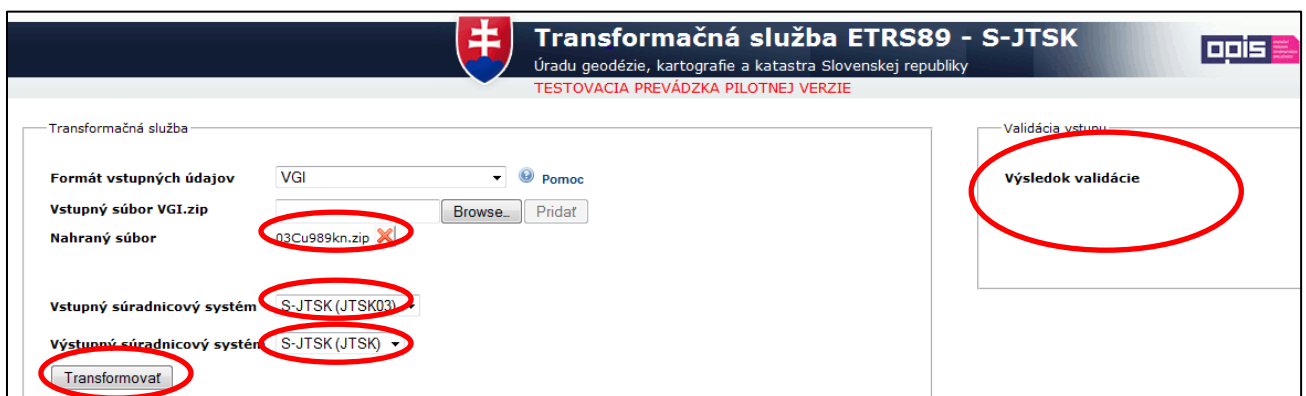 Transformačná služba ETRS89 - S-JTSK
Úradu geodézie, kartografie a katastra Slovenskej republiky
TESTOVACIA PREVÁDZKA PILOTNEJ VERZIE
opis
Transformačná služba
Formát vstupných údajov VGI Pomoc
Vstupný súbor VGI.zip Browse... Pridať
Nahraný súbor 03Cu989kn.zip
Vstupný súradnicový systém S-JTSK (JTSK03)
Výstupný súradnicový systém S-JTSK (JTSK)
Transformovať
Validácia vstupu
Výsledok validácie